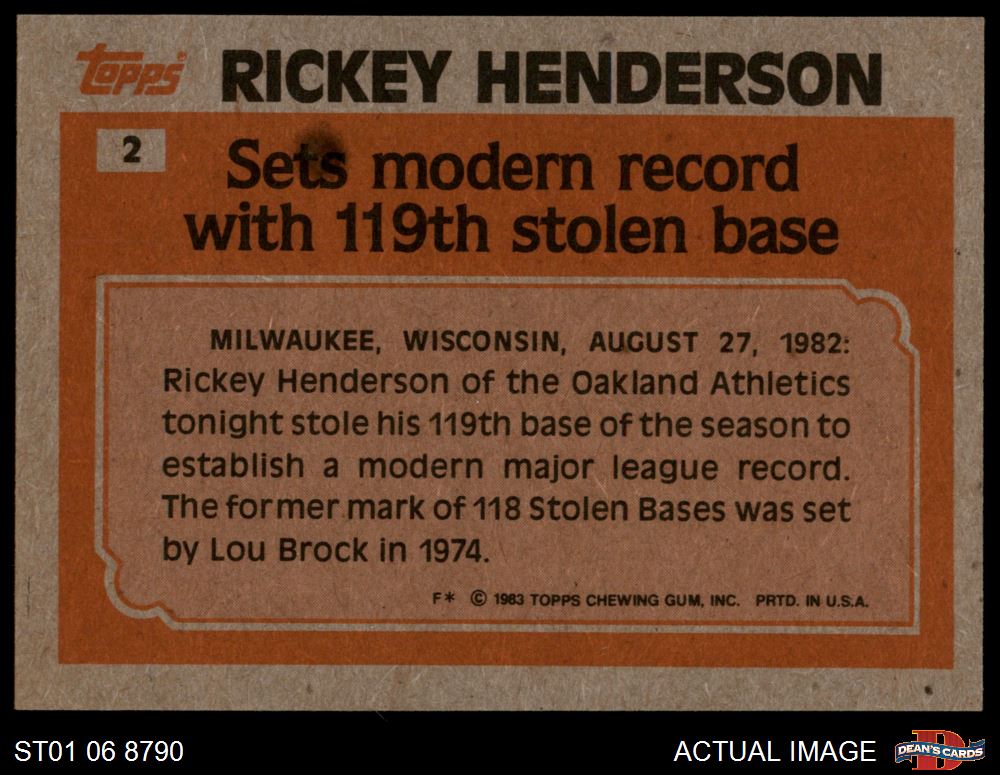 Topps RICKEY HENDERSON
2
Sets modern record
with 119th stolen base
MILWAUKEE, WISCONSIN, AUGUST 27, 1982:
Rickey Henderson of the Oakland Athletics
tonight stole his 119th base of the season to
establish a modern major league record.
The former mark of 118 Stolen Bases was set
by Lou Brock in 1974.
F* © 1983 TOPPS CHEWING GUM, INC. PRTD. IN U.S.A.
ST01 06 8790
ACTUAL IMAGE
D
DEAN'S CARDS